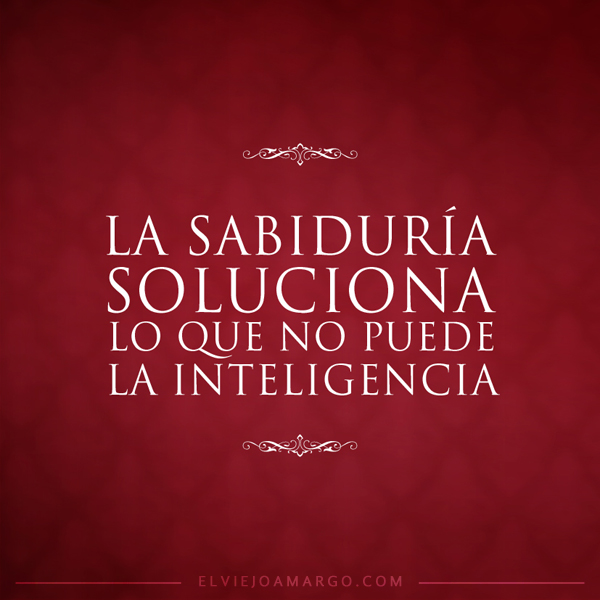 LA SABIDURÍA
SOLUCIONA
LO QUE NO PUEDE
LA INTELIGENCIA
ELVIEJOAMARGO.COM